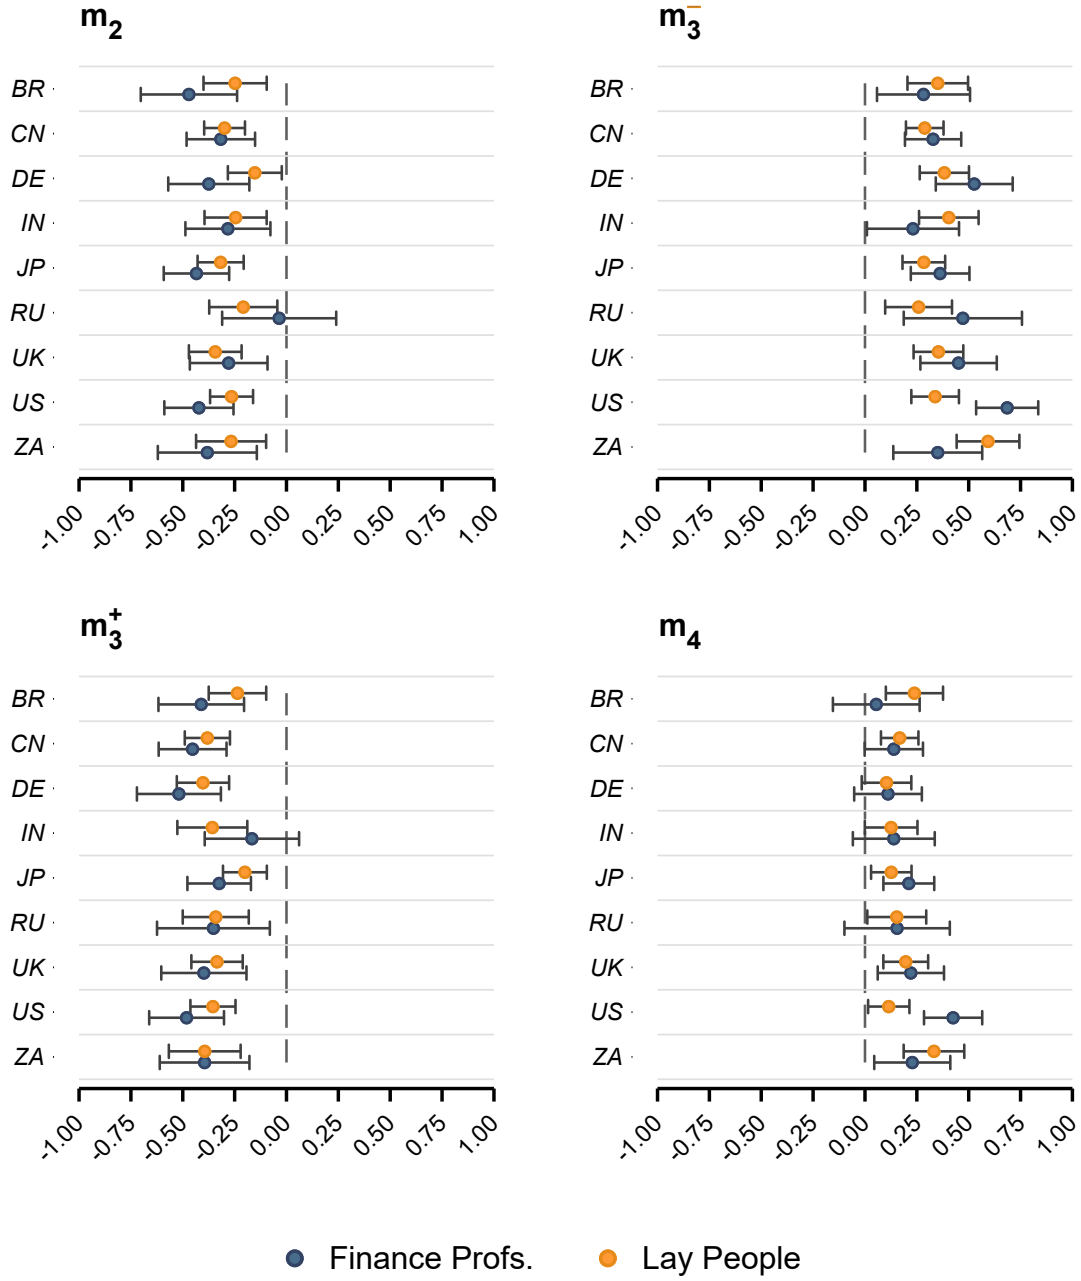 m2
m3−
BR
CN
DE
IN
JP
RU
UK
US
ZA
-1.00 -0.75 -0.50 -0.25 0.00 0.25 0.50 0.75 1.00
BR
CN
DE
IN
JP
RU
UK
US
ZA
-1.00 -0.75 -0.50 -0.25 0.00 0.25 0.50 0.75 1.00
m3+
m4
BR
CN
DE
IN
JP
RU
UK
US
ZA
-1.00 -0.75 -0.50 -0.25 0.00 0.25 0.50 0.75 1.00
BR
CN
DE
IN
JP
RU
UK
US
ZA
-1.00 -0.75 -0.50 -0.25 0.00 0.25 0.50 0.75 1.00
Finance Profs. Lay People